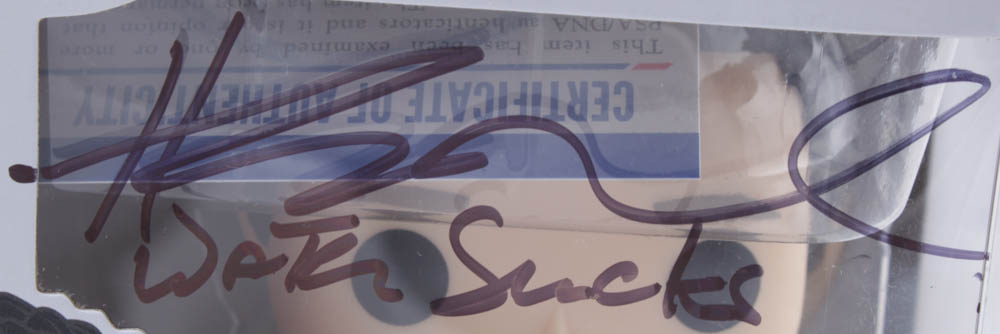 PSA/DNA authenticators and it is our opinion that
This item has been examined by one or more
CERTIFICATE OF AUTHENTICITY
Water Sucks